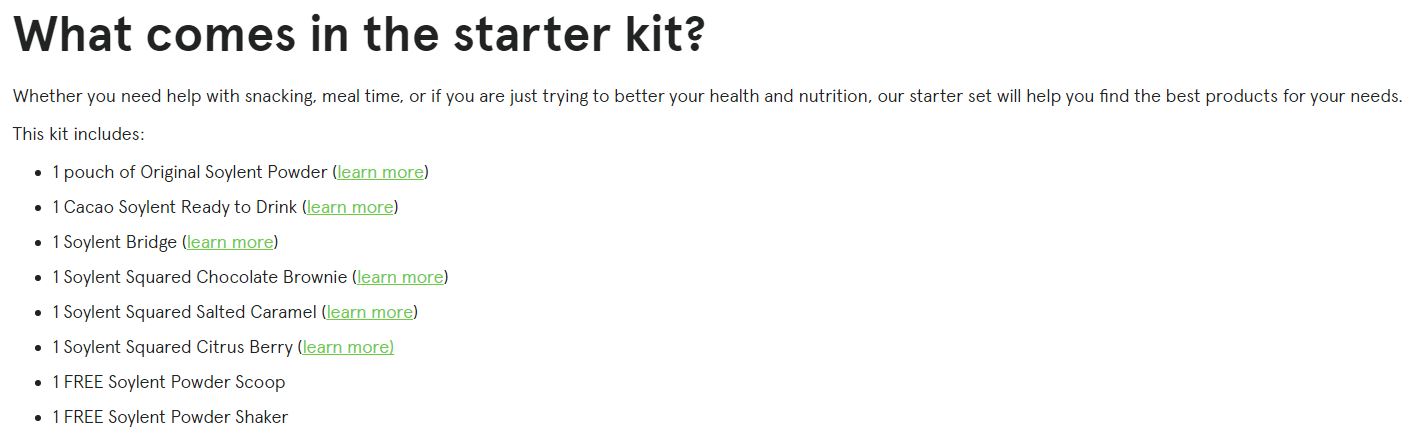 What comes in the starter kit?
Whether you need help with snacking, meal time, or if you are just trying to better your health and nutrition, our starter set will help you find the best products for your needs.
This kit includes:
• 1 pouch of Original Soylent Powder (learn more)
• 1 Cacao Soylent Ready to Drink (learn more)
• 1 Soylent Bridge (learn more)
• 1 Soylent Squared Chocolate Brownie (learn more)
• 1 Soylent Squared Salted Caramel (learn more)
• 1 Soylent Squared Citrus Berry (learn more)
• 1 FREE Soylent Powder Scoop
• 1 FREE Soylent Powder Shaker